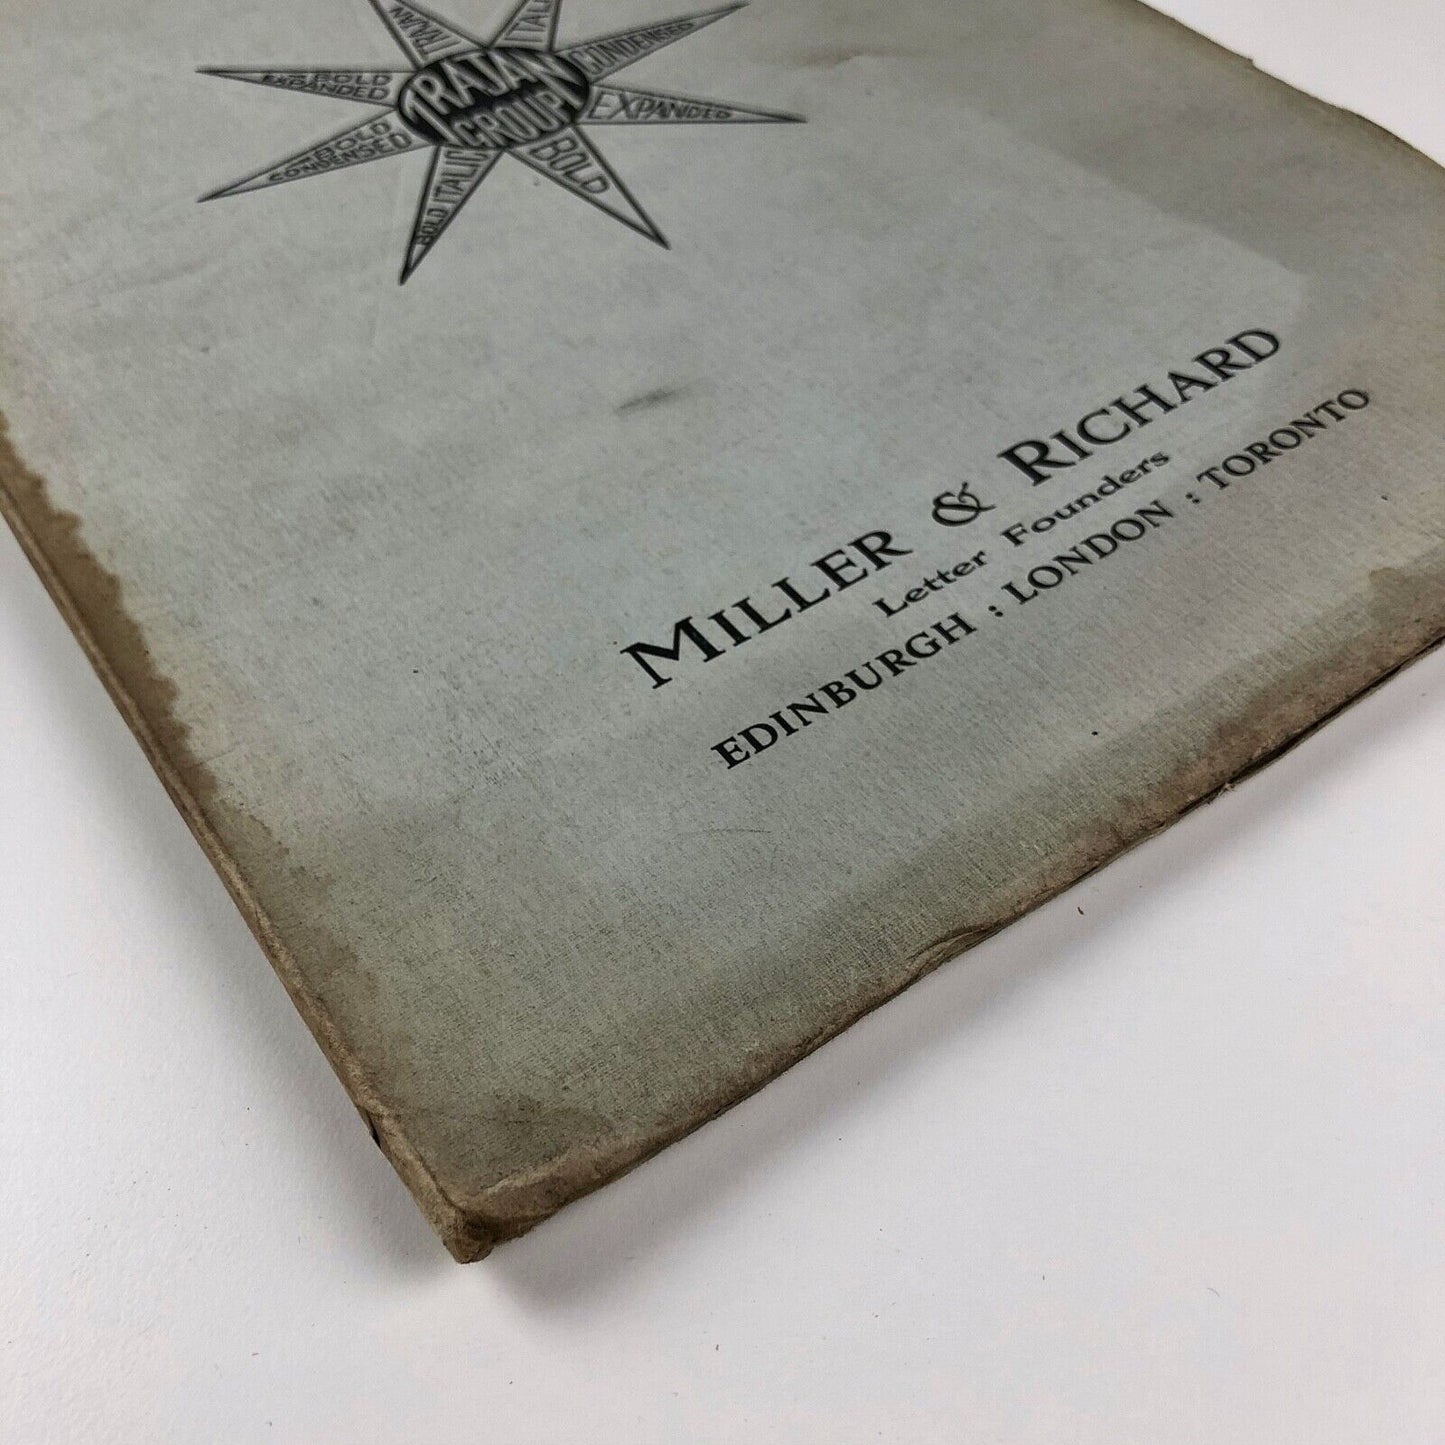 TRAJAN
ITALIC
CONDENSED
BOLD EXPANDED
TRAJAN GROUP
EXPANDED
BOLD CONDENSED
BOLD ITALIC
BOLD
MILLER & RICHARD
Letter Founders
EDINBURGH : LONDON : TORONTO